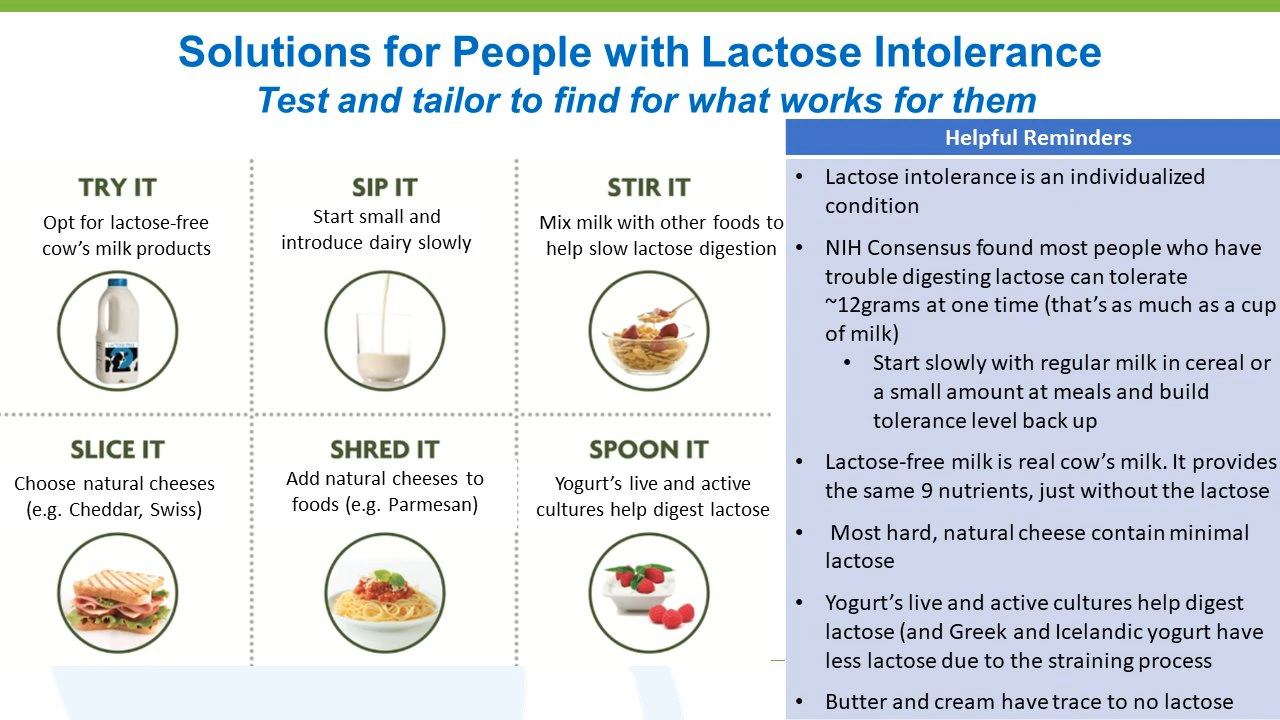 Solutions for People with Lactose Intolerance
Test and tailor to find for what works for them
TRY IT
Opt for lactose-free
cow's milk products
SIP IT
Start small and
introduce dairy slowly
STIR IT
Mix milk with other foods to
help slow lactose digestion
SLICE IT
Choose natural cheeses
(e.g. Cheddar, Swiss)
SHRED IT
Add natural cheeses to
foods (e.g. Parmesan)
SPOON IT
Yogurt's live and active
cultures help digest lactose
Helpful Reminders
• Lactose intolerance is an individualized
condition
• NIH Consensus found most people who have
trouble digesting lactose can tolerate
~12grams at one time (that's as much as a cup
of milk)
• Start slowly with regular milk in cereal or
a small amount at meals and build
tolerance level back up
• Lactose-free milk is real cow's milk. It provides
the same 9 nutrients, just without the lactose
• Most hard, natural cheese contain minimal
lactose
• Yogurt's live and active cultures help digest
lactose (and Greek and Icelandic yogurt have
less lactose due to the straining process
• Butter and cream have trace to no lactose